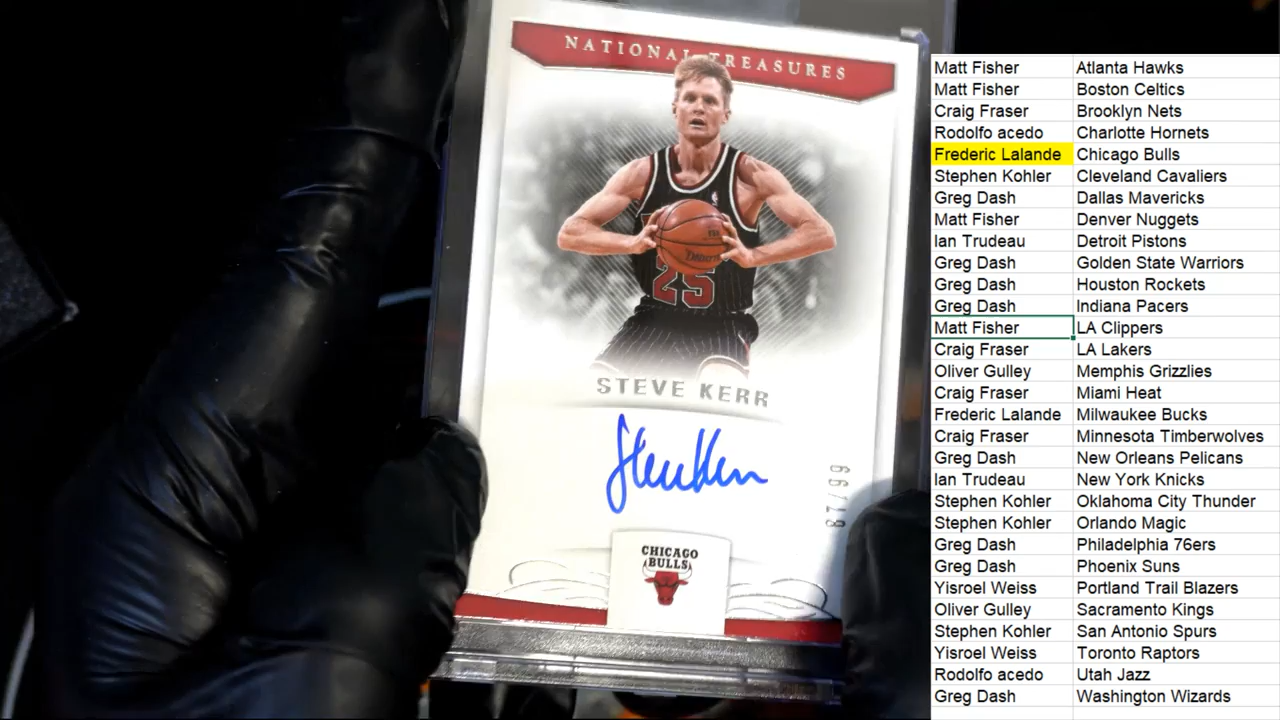 NATIONAL TREASURES
25
STEVE KERR
Steve Kerr
CHICAGO
BULLS
Matt Fisher Atlanta Hawks
Matt Fisher Boston Celtics
Craig Fraser Brooklyn Nets
Rodolfo acedo Charlotte Hornets
Frederic Lalande Chicago Bulls
Stephen Kohler Cleveland Cavaliers
Greg Dash Dallas Mavericks
Matt Fisher Denver Nuggets
Ian Trudeau Detroit Pistons
Greg Dash Golden State Warriors
Greg Dash Houston Rockets
Greg Dash Indiana Pacers
Matt Fisher LA Clippers
Craig Fraser LA Lakers
Oliver Gulley Memphis Grizzlies
Craig Fraser Miami Heat
Frederic Lalande Milwaukee Bucks
Craig Fraser Minnesota Timberwolves
Greg Dash New Orleans Pelicans
Ian Trudeau New York Knicks
Stephen Kohler Oklahoma City Thunder
Stephen Kohler Orlando Magic
Greg Dash Philadelphia 76ers
Greg Dash Phoenix Suns
Yisroel Weiss Portland Trail Blazers
Oliver Gulley Sacramento Kings
Stephen Kohler San Antonio Spurs
Yisroel Weiss Toronto Raptors
Rodolfo acedo Utah Jazz
Greg Dash Washington Wizards